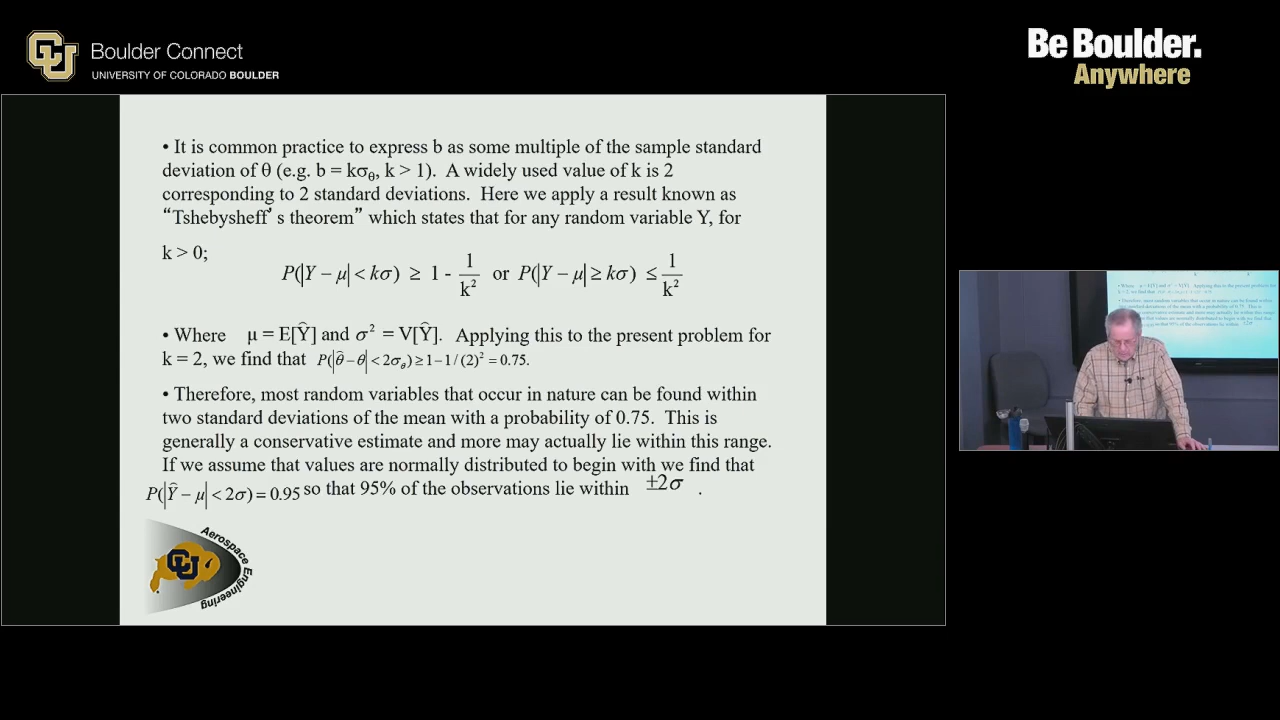 CU Boulder Connect
UNIVERSITY OF COLORADO BOULDER
Be Boulder.
Anywhere
• It is common practice to express b as some multiple of the sample standard
deviation of θ (e.g. b = kσ_θ, k > 1). A widely used value of k is 2
corresponding to 2 standard deviations. Here we apply a result known as
“Tshebysheff’s theorem” which states that for any random variable Y, for
k > 0;
P(|Y − μ| < kσ) ≥ 1 - 1/k² or P(|Y − μ| ≥ kσ) ≤ 1/k²
• Where μ = E[Ŷ] and σ² = V[Ŷ]. Applying this to the present problem for
k = 2, we find that P(|θ̂ − θ| < 2σ_θ) ≥ 1 − 1 / (2)² = 0.75.
• Therefore, most random variables that occur in nature can be found within
two standard deviations of the mean with a probability of 0.75. This is
generally a conservative estimate and more may actually lie within this range.
If we assume that values are normally distributed to begin with we find that
P(|Ŷ − μ| < 2σ) = 0.95 so that 95% of the observations lie within ±2σ .
Aerospace
CU
Engineering